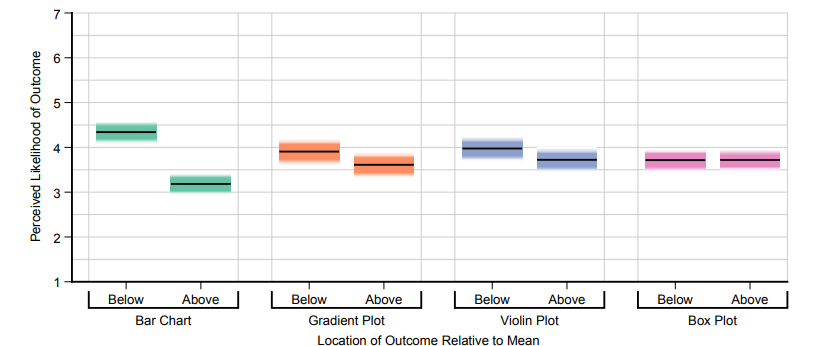 Perceived Likelihood of Outcome
7
6
5
4
3
2
1
Below Above Below Above Below Above Below Above
Bar Chart Gradient Plot Violin Plot Box Plot
Location of Outcome Relative to Mean